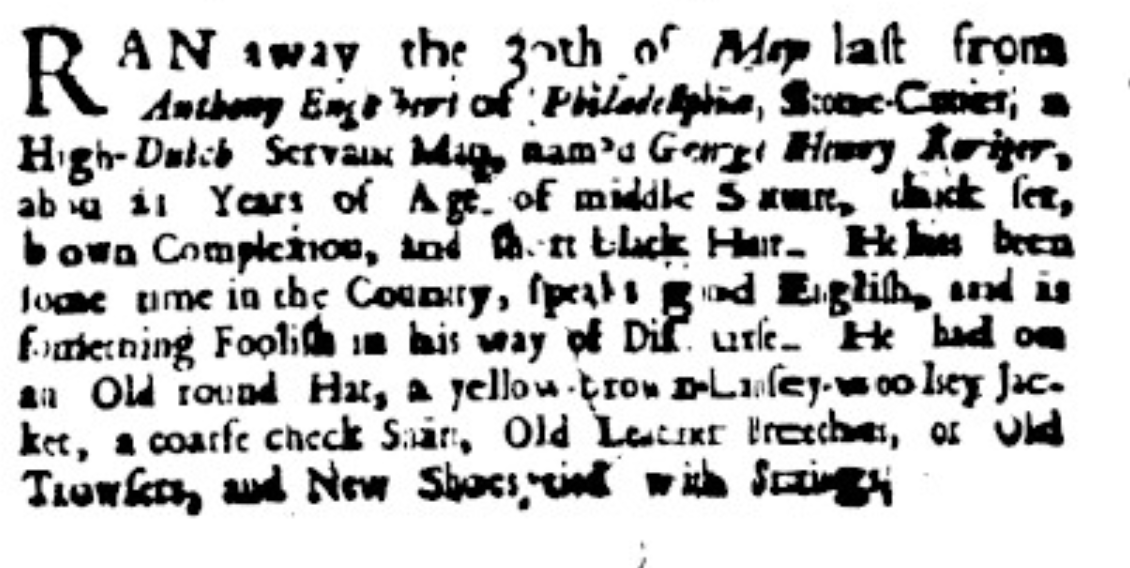 RAN away the 30th of May last from
Anthony of Philadelphia, Stone-Cutter, a
High-Dutch Servant Man, nam'd George Henry
about Years of Age of middle Stature, thick ſet,
brown Complexion, and ſhort black Hair. He has been
ſome time in the Country, ſpeaks good Engliſh, and is
ſomething Fooliſh in his way of Diſcourſe. He had on
an Old round Hat, a yellow-brown-Linſey-woolſey Jac-
ket, a coarſe check Shirt, Old Leather Breeches, or Old
Trowſers, and New Shoes, tied with Strings;